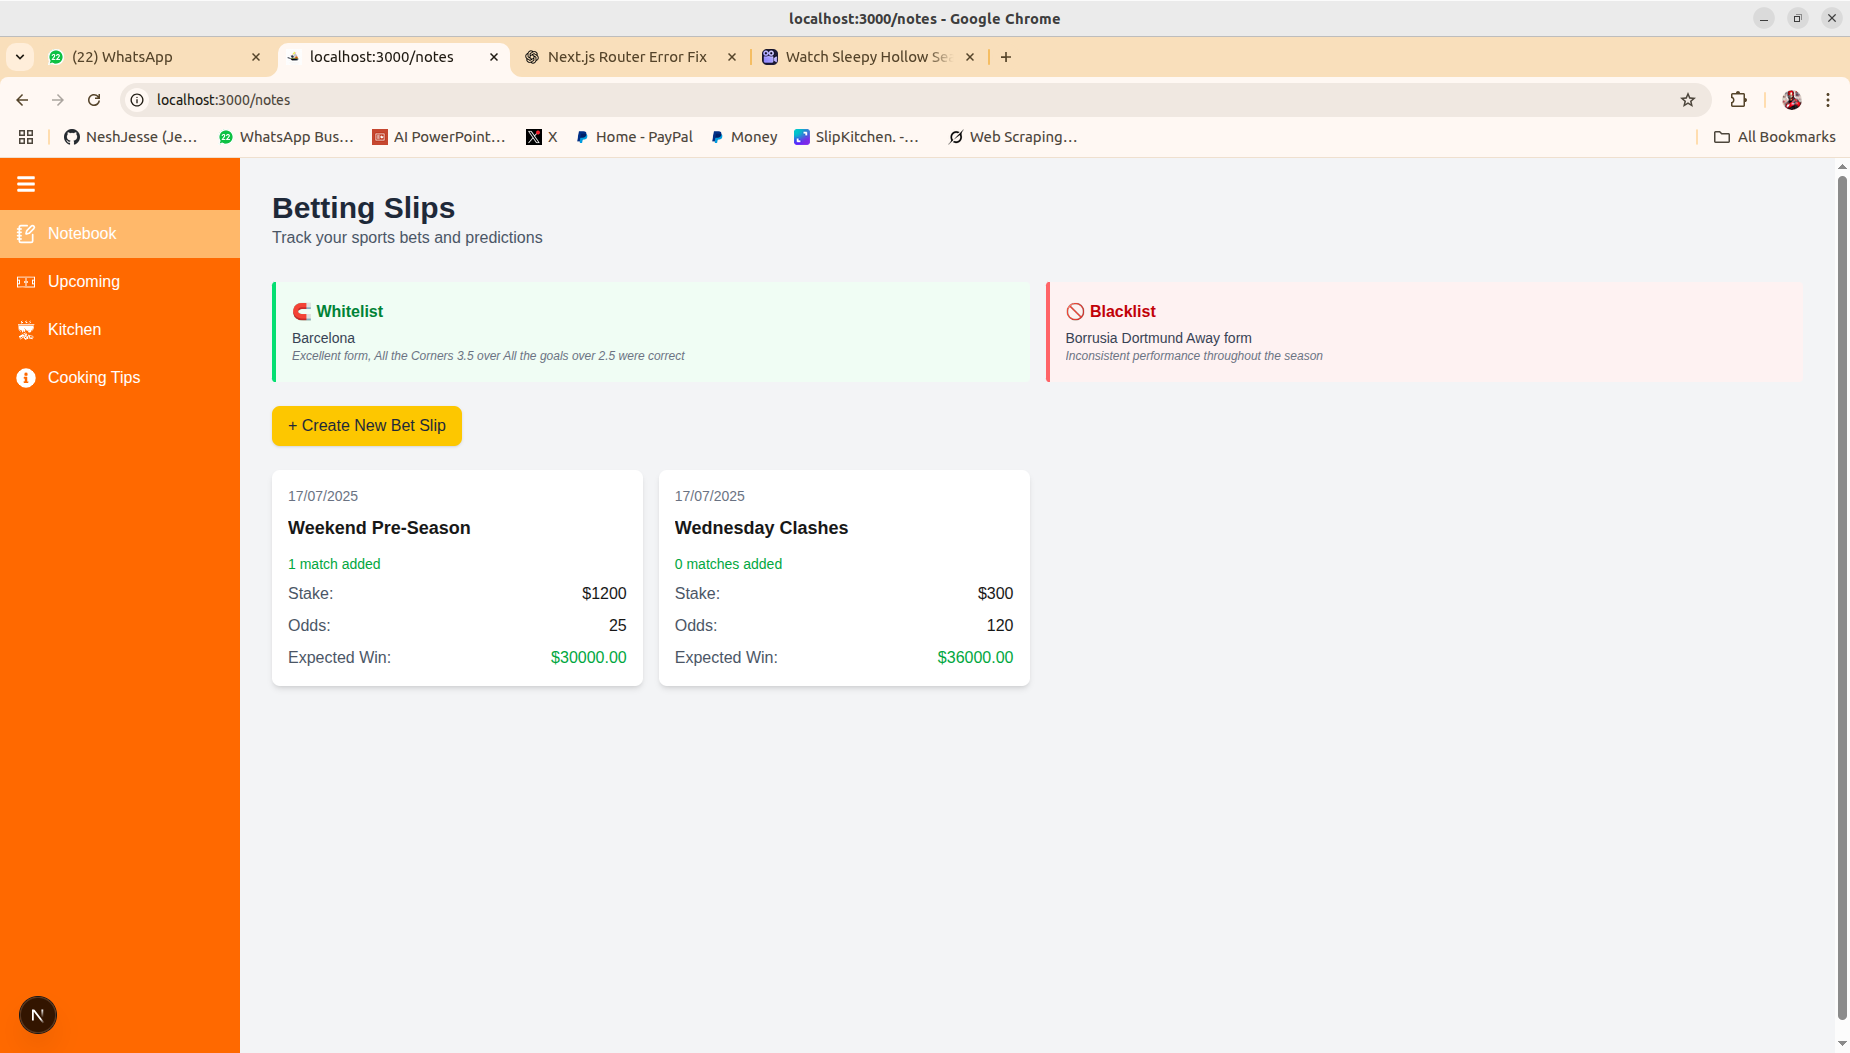 localhost:3000/notes - Google Chrome
(22) WhatsApp
localhost:3000/notes
Next.js Router Error Fix
Watch Sleepy Hollow Sea
localhost:3000/notes
NeshJesse (Je...
22
WhatsApp Bus...
AI PowerPoint...
X
Home - PayPal
Money
SlipKitchen. -...
Web Scraping...
All Bookmarks
Notebook
Upcoming
Kitchen
Cooking Tips
N
Betting Slips
Track your sports bets and predictions
Whitelist
Barcelona
Excellent form, All the Corners 3.5 over All the goals over 2.5 were correct
Blacklist
Borrusia Dortmund Away form
Inconsistent performance throughout the season
+ Create New Bet Slip
17/07/2025
Weekend Pre-Season
1 match added
Stake: $1200
Odds: 25
Expected Win: $30000.00
17/07/2025
Wednesday Clashes
0 matches added
Stake: $300
Odds: 120
Expected Win: $36000.00